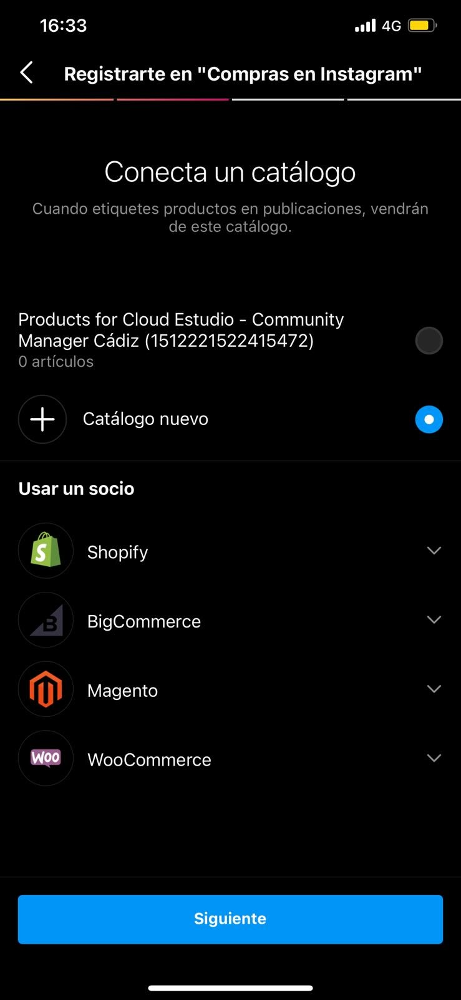 16:33
4G
Registrarte en "Compras en Instagram"
Conecta un catálogo
Cuando etiquetes productos en publicaciones, vendrán
de este catálogo.
Products for Cloud Estudio - Community
Manager Cádiz (1512221522415472)
0 artículos
Catálogo nuevo
Usar un socio
S
Shopify
B
BigCommerce
Magento
WOO
WooCommerce
Siguiente